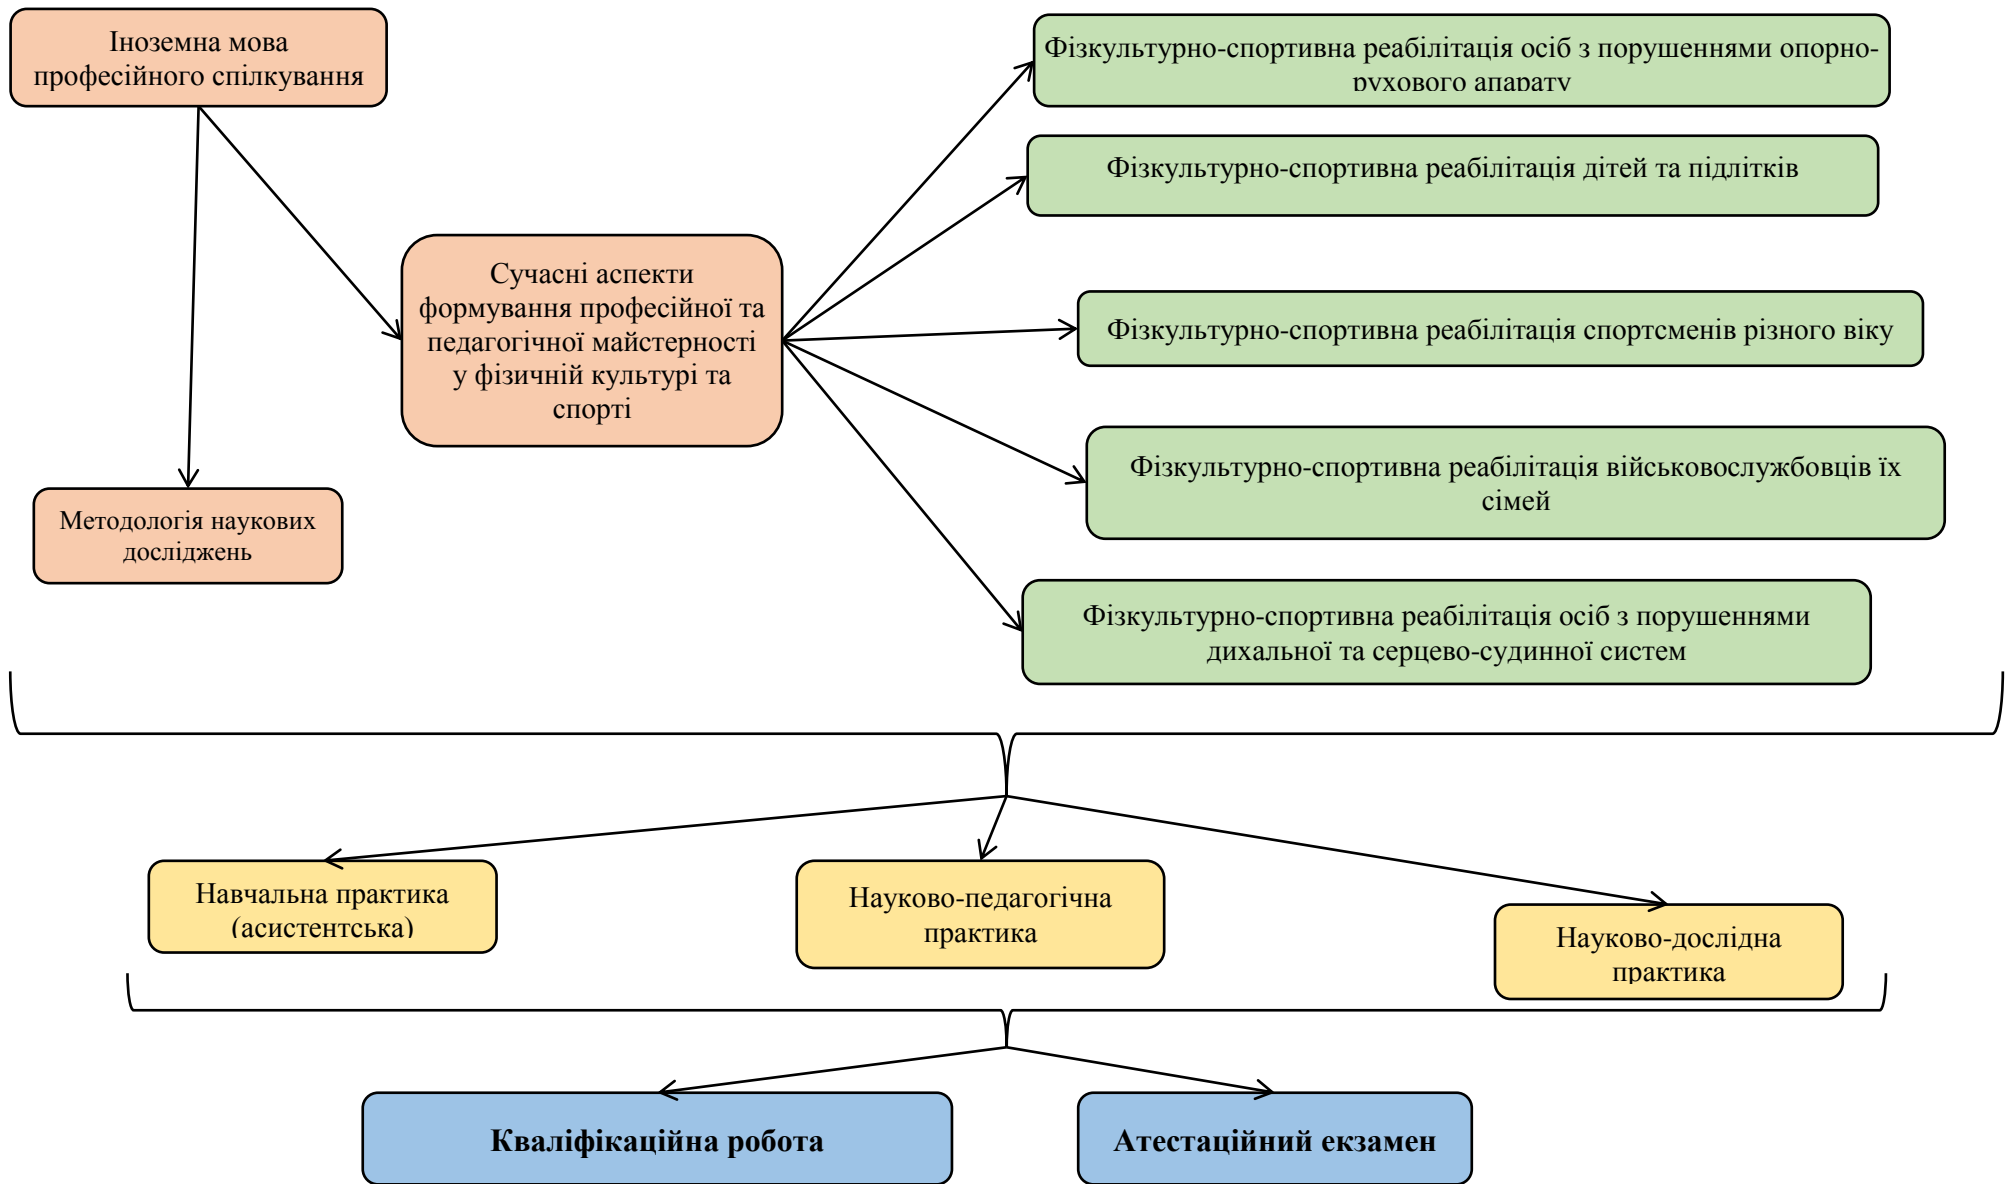 Іноземна мова
професійного спілкування
Фізкультурно-спортивна реабілітація осіб з порушеннями опорно-
рухового апарату
Фізкультурно-спортивна реабілітація дітей та підлітків
Сучасні аспекти
формування професійної та
педагогічної майстерності
у фізичній культурі та
спорті
Фізкультурно-спортивна реабілітація спортсменів різного віку
Фізкультурно-спортивна реабілітація військовослужбовців їх
сімей
Методологія наукових
досліджень
Фізкультурно-спортивна реабілітація осіб з порушеннями
дихальної та серцево-судинної систем
Навчальна практика
(асистентська)
Науково-педагогічна
практика
Науково-дослідна
практика
Кваліфікаційна робота
Атестаційний екзамен